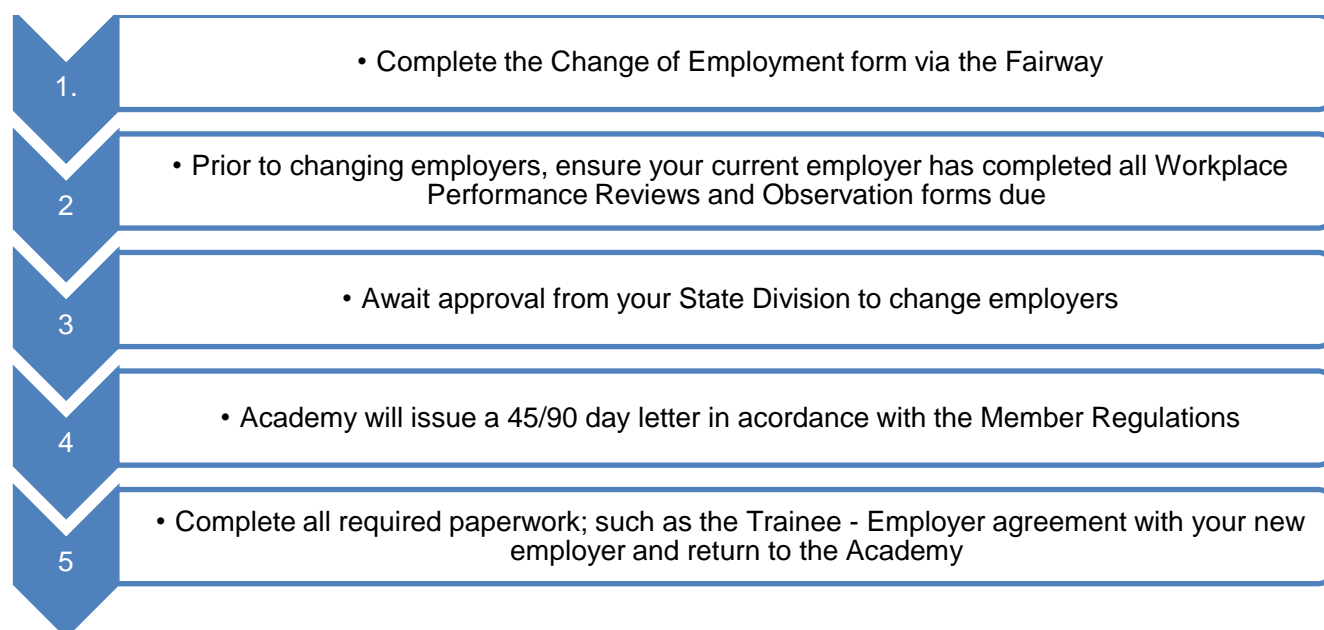 1.
• Complete the Change of Employment form via the Fairway
2
• Prior to changing employers, ensure your current employer has completed all Workplace
Performance Reviews and Observation forms due
3
• Await approval from your State Division to change employers
4
• Academy will issue a 45/90 day letter in acordance with the Member Regulations
5
• Complete all required paperwork; such as the Trainee - Employer agreement with your new
employer and return to the Academy